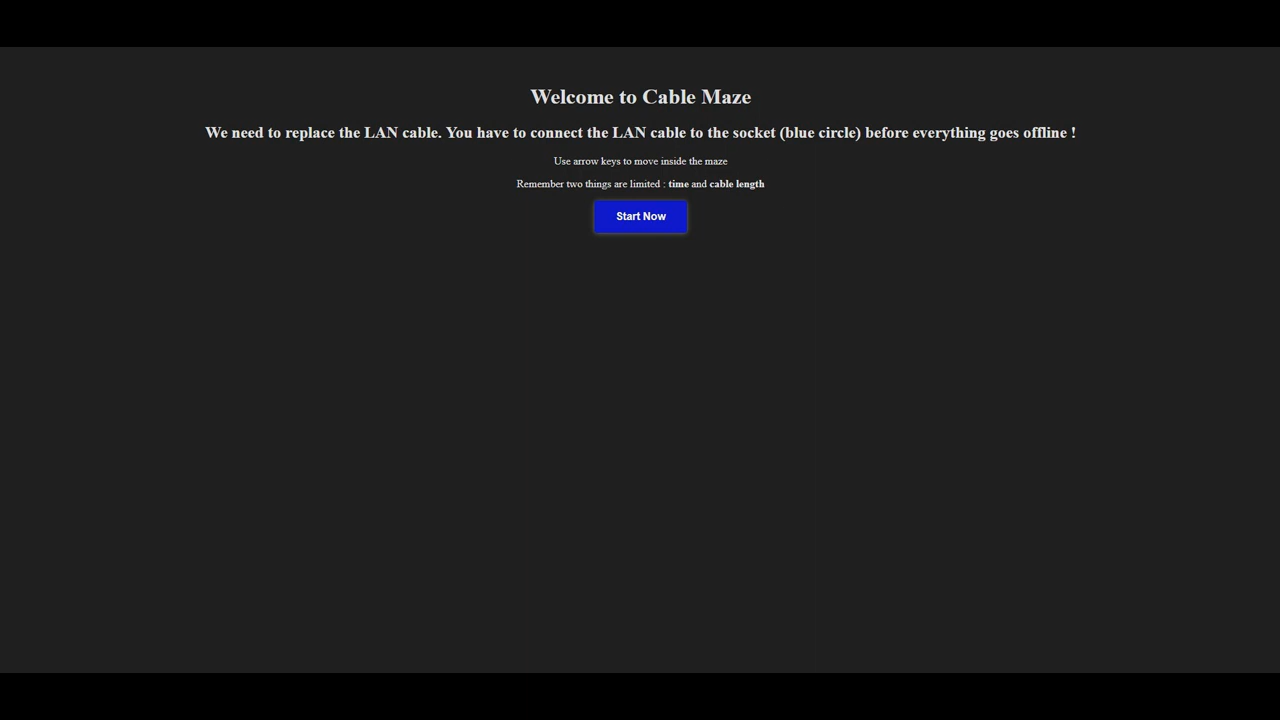 Welcome to Cable Maze
We need to replace the LAN cable. You have to connect the LAN cable to the socket (blue circle) before everything goes offline !
Use arrow keys to move inside the maze
Remember two things are limited : time and cable length
Start Now